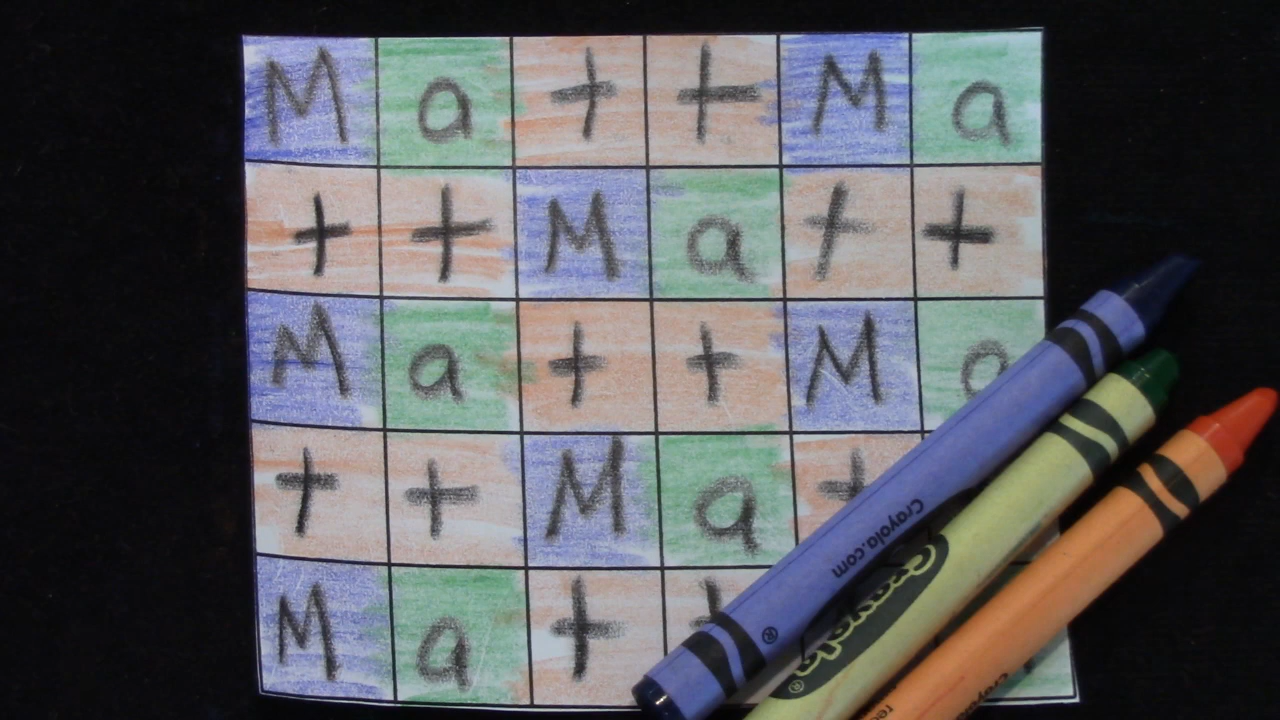 M a t t M a
t t M a t t
M a t t M a
t t M a t
M a t t
Crayola.com
Crayola
®
®